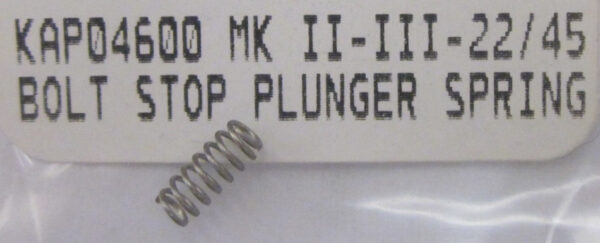 KAP04600 MK II-III-22/45
BOLT STOP PLUNGER SPRING